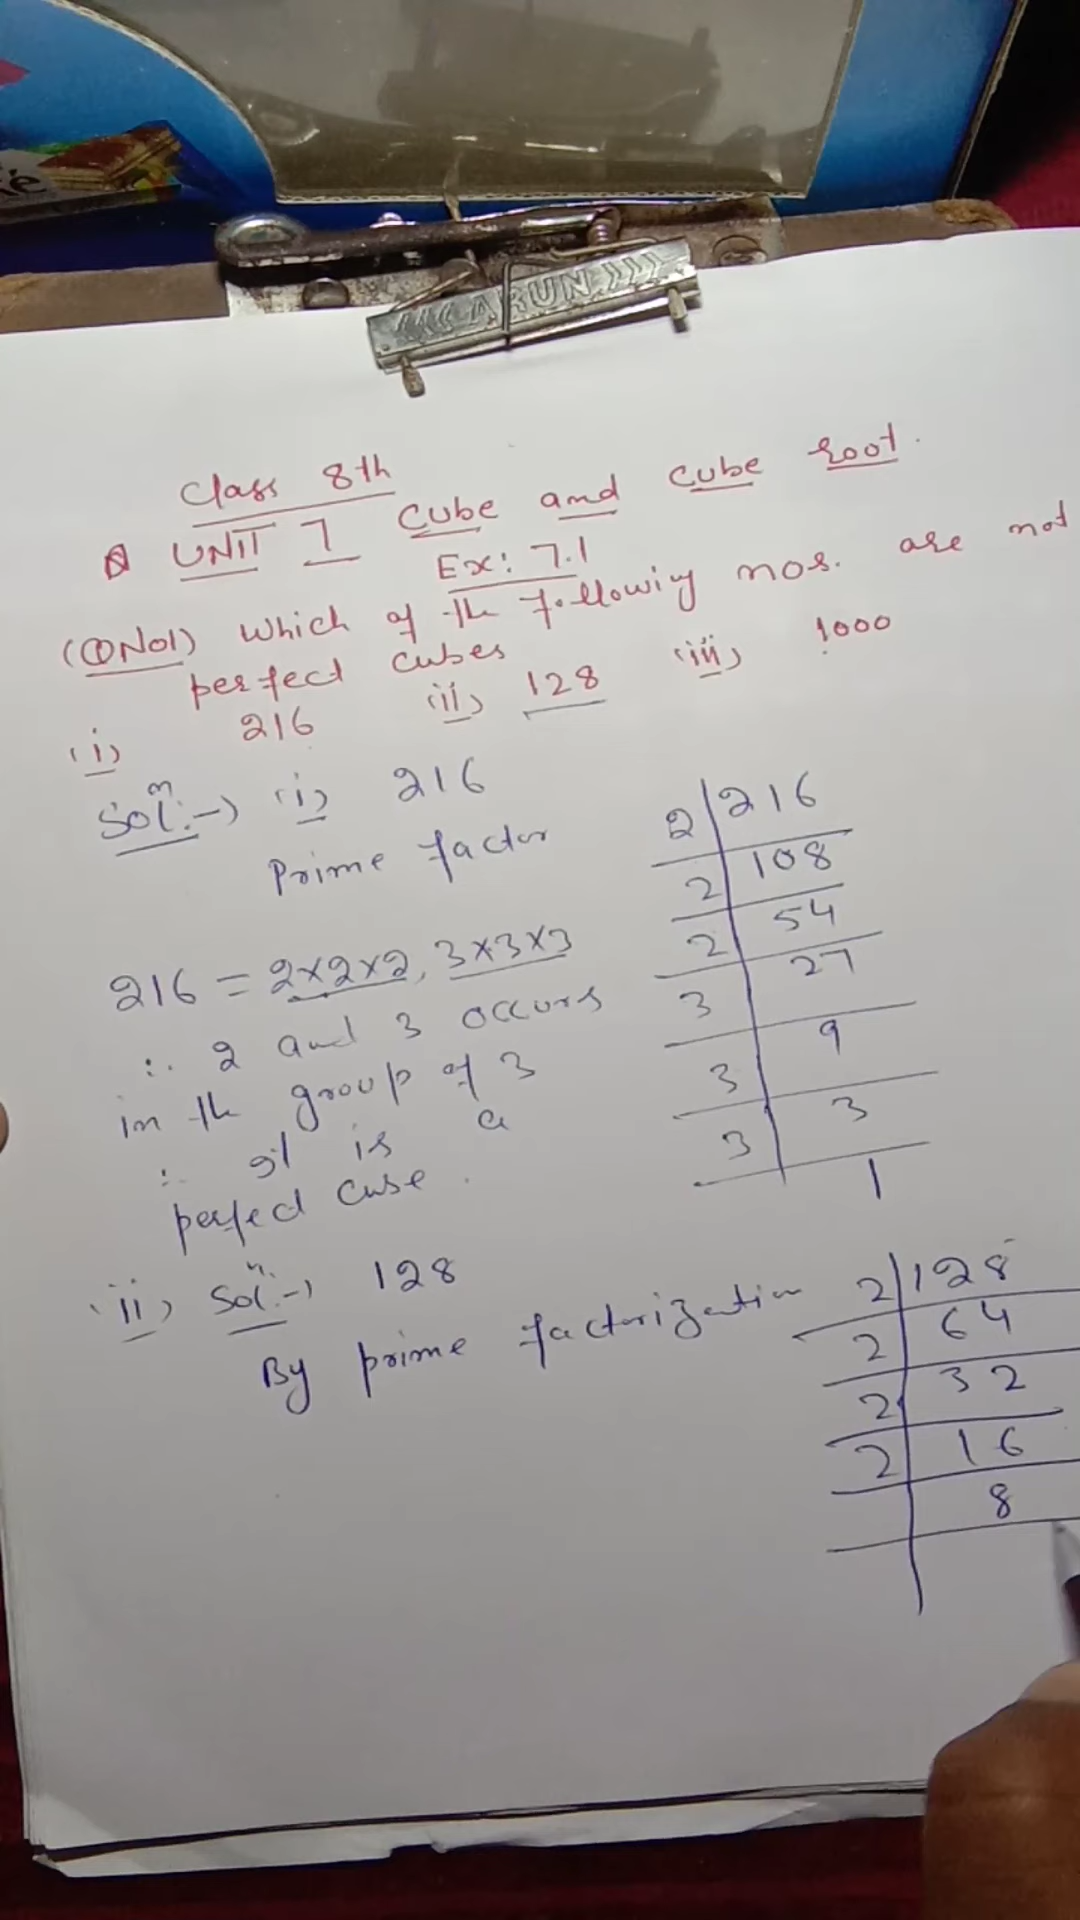 <<< ARUN >>>
Class 8th
UNIT 7 Cube and cube root.
Ex: 7.1
(QNo1) Which of the following nos. are not
perfect cubes
(i) 216 (ii) 128 (iii) 1000
Solⁿ:-) (i) 216
Prime factor
216 = 2×2×2, 3×3×3
∴ 2 and 3 occurs
in the group of 3
∴ It is a
perfect cube.
2 | 216
2 | 108
2 | 54
3 | 27
3 | 9
3 | 3
1
(ii) Solⁿ:-) 128
By prime factorization
2 | 128
2 | 64
2 | 32
2 | 16
8